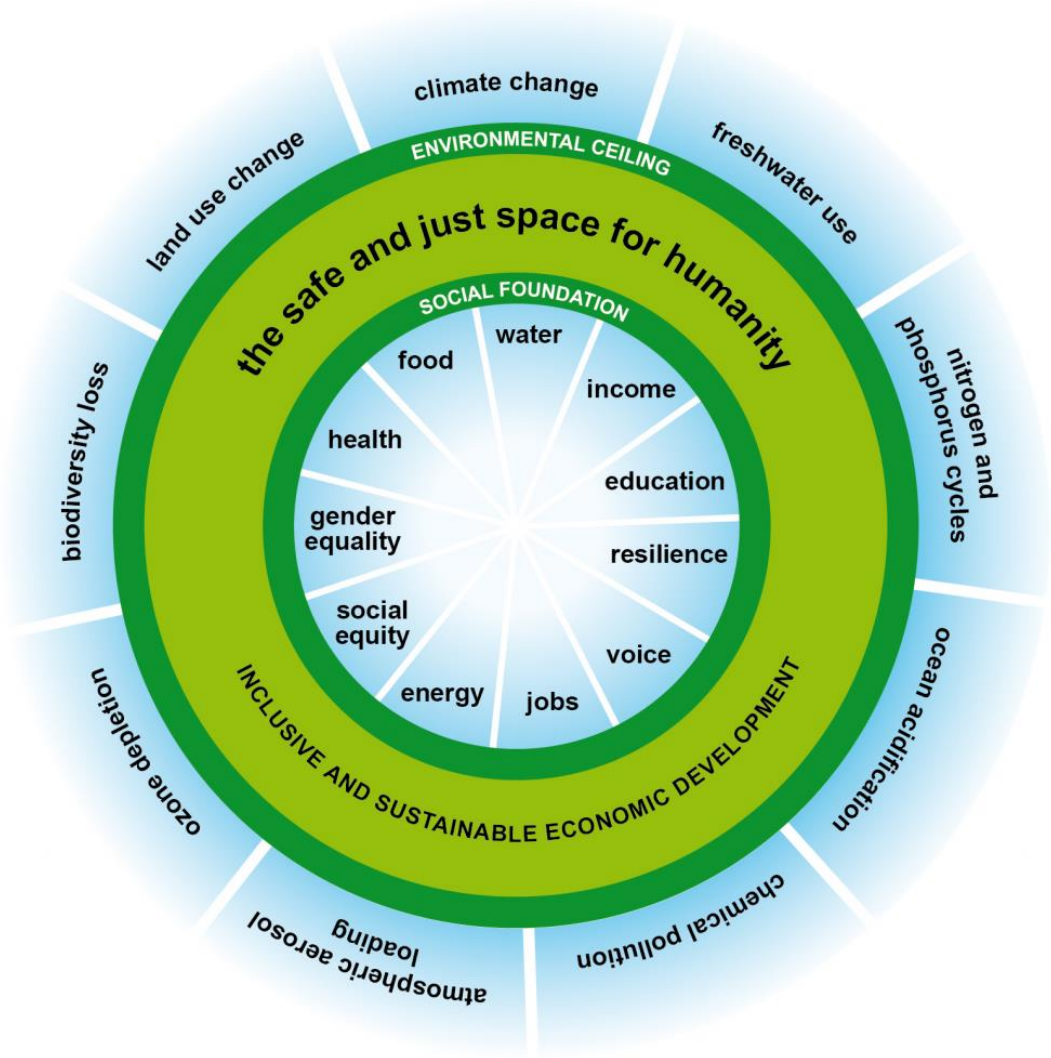 climate change
freshwater use
nitrogen and
phosphorus cycles
ocean acidification
chemical pollution
atmospheric aerosol
loading
ozone depletion
biodiversity loss
land use change
ENVIRONMENTAL CEILING
the safe and just space for humanity
SOCIAL FOUNDATION
water
income
education
resilience
voice
jobs
energy
social
equity
gender
equality
health
food
INCLUSIVE AND SUSTAINABLE ECONOMIC DEVELOPMENT